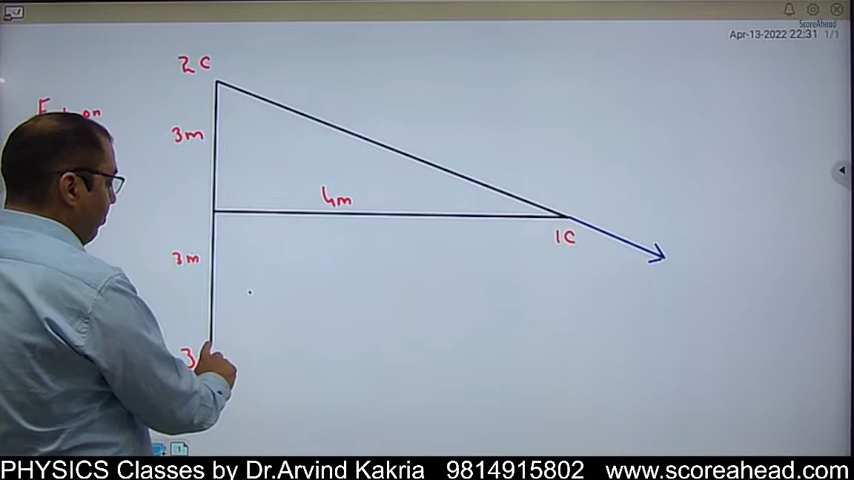 ScoreAhead
Apr-13-2022 22:31 1/1
2C
3m
4m
1C
3m
3
PHYSICS Classes by Dr.Arvind Kakria 9814915802 www.scoreahead.com